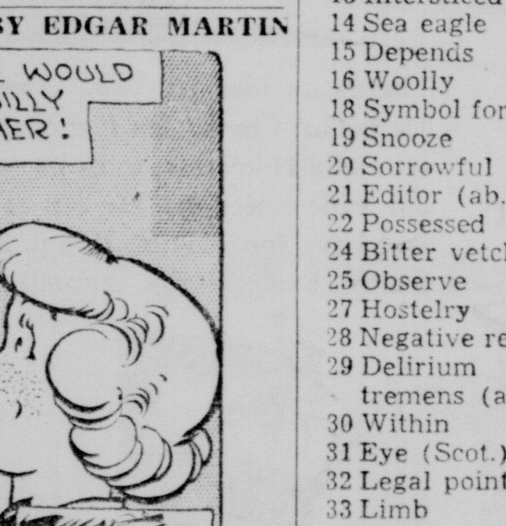 BY EDGAR MARTIN
WOULD
HER!
14 Sea eagle
15 Depends
16 Woolly
18 Symbol for
19 Snooze
20 Sorrowful
21 Editor (ab.
22 Possessed
24 Bitter vetch
25 Observe
27 Hostelry
28 Negative re
29 Delirium
tremens (a
30 Within
31 Eye (Scot.)
32 Legal point
33 Limb